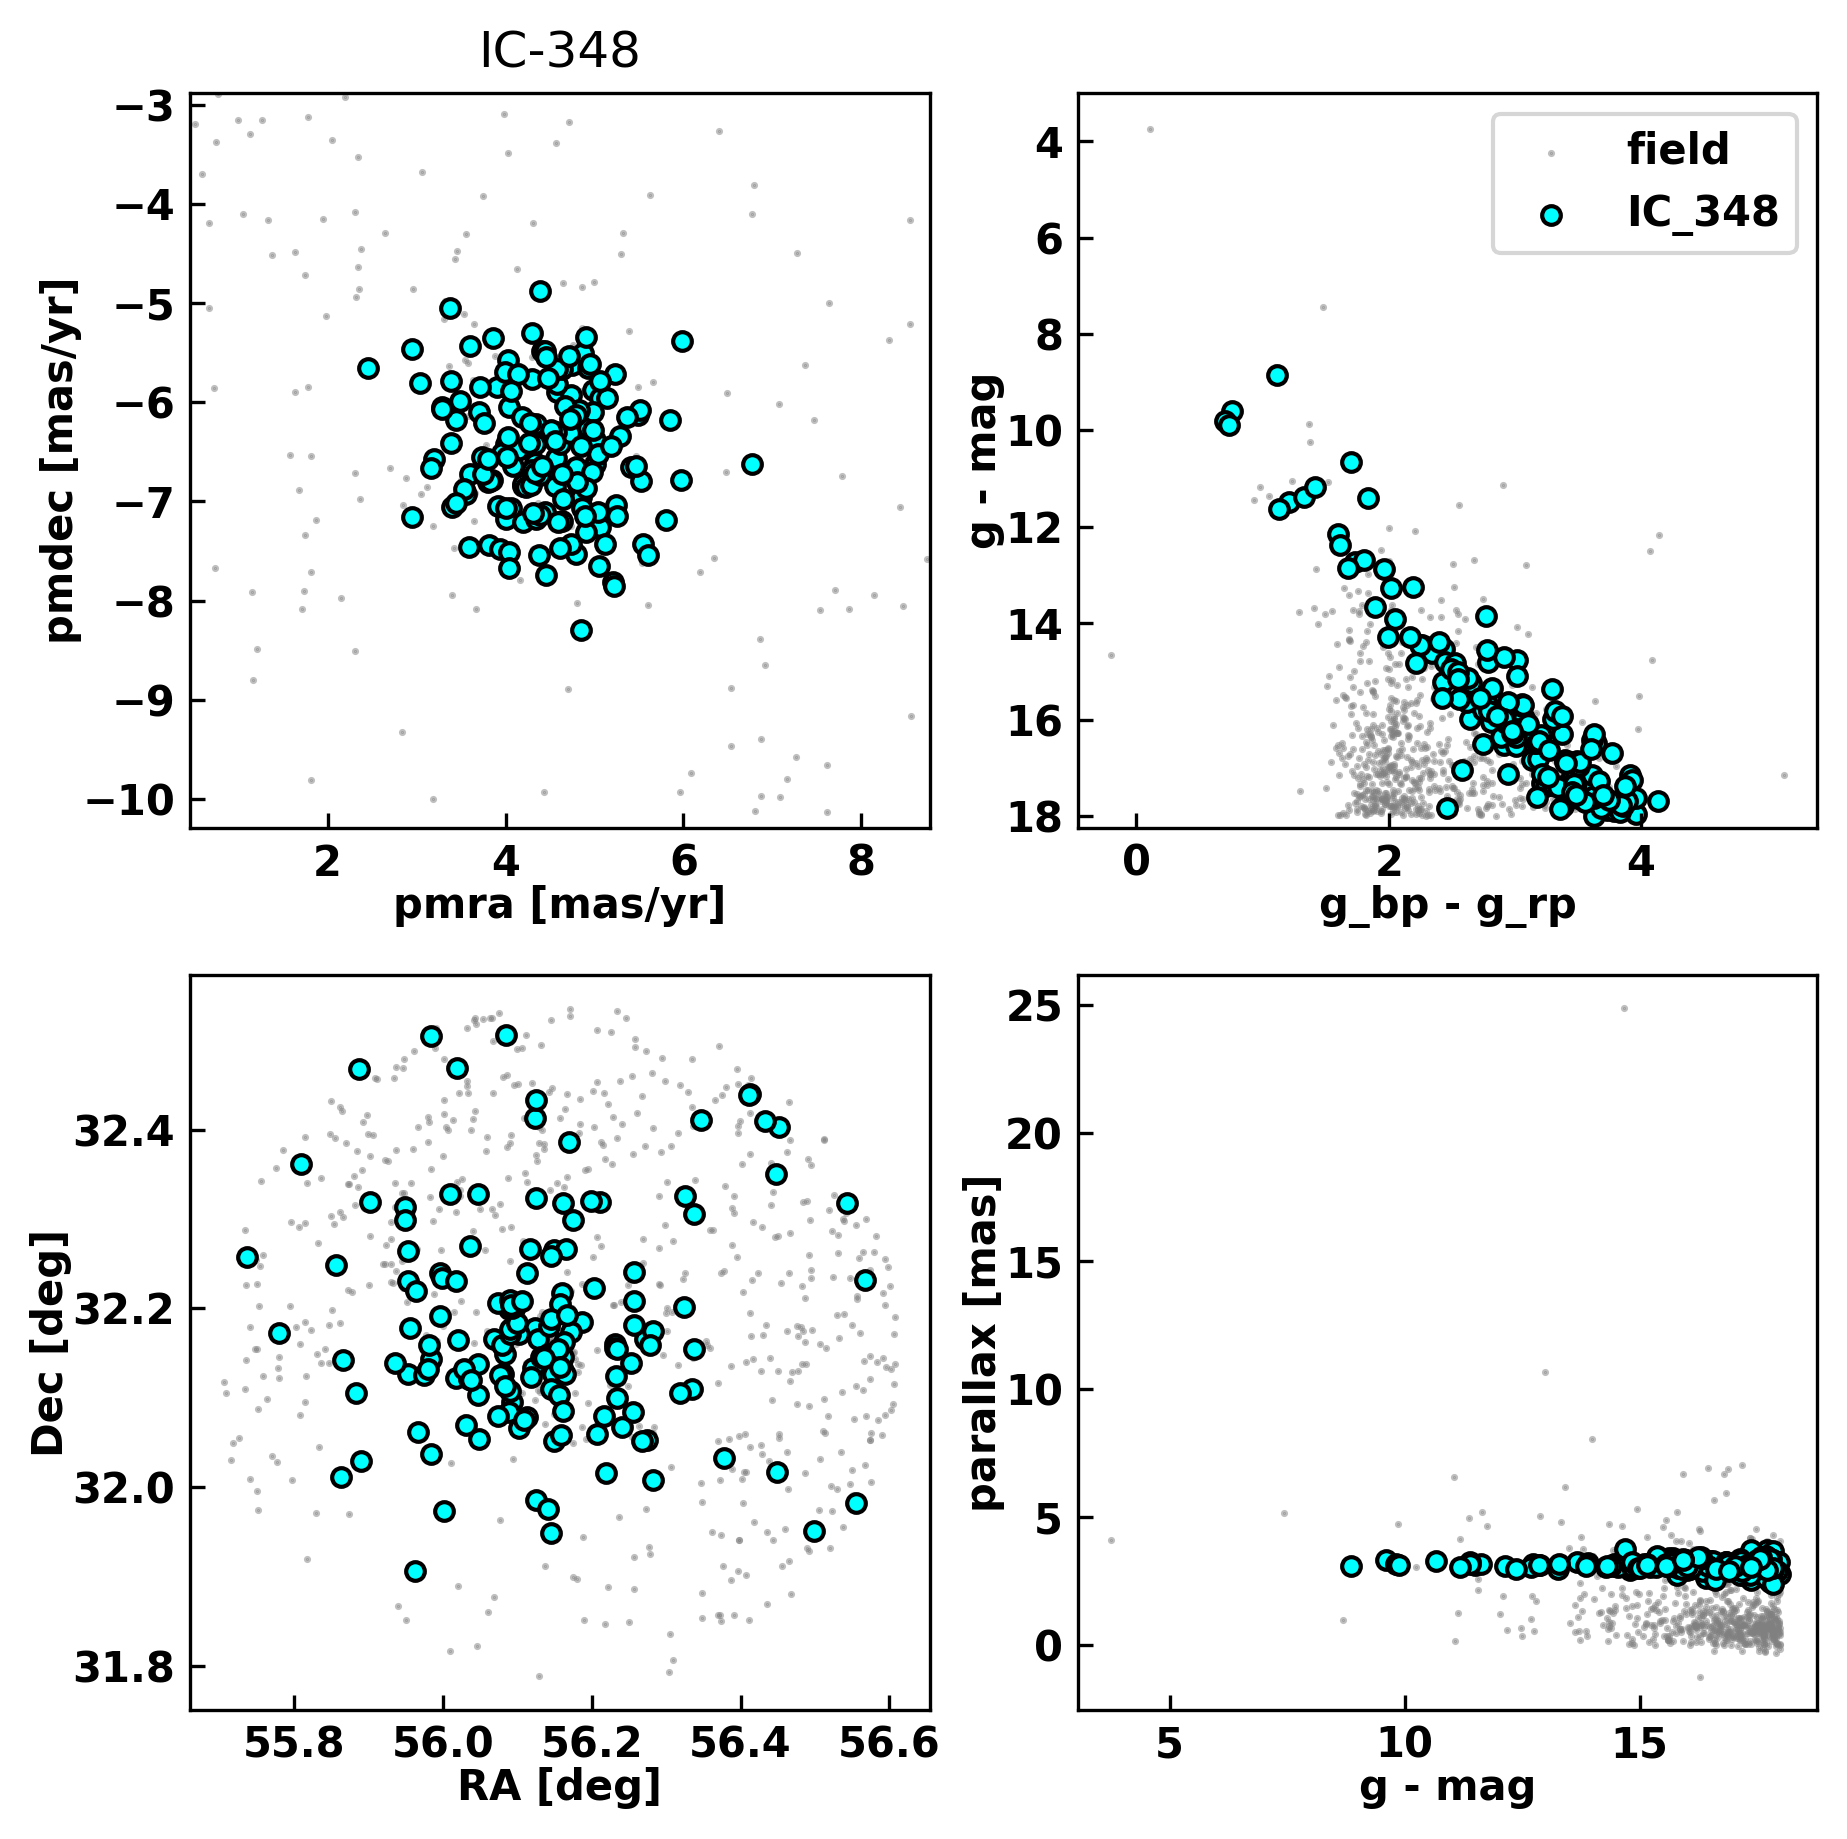 IC-348
−3
−4
−5
−6
−7
−8
−9
−10
pmdec [mas/yr]
2 4 6 8
pmra [mas/yr]
field
IC_348
4
6
8
10
12
14
16
18
g - mag
0 2 4
g_bp - g_rp
32.4
32.2
32.0
31.8
Dec [deg]
55.8 56.0 56.2 56.4 56.6
RA [deg]
25
20
15
10
5
0
parallax [mas]
5 10 15
g - mag